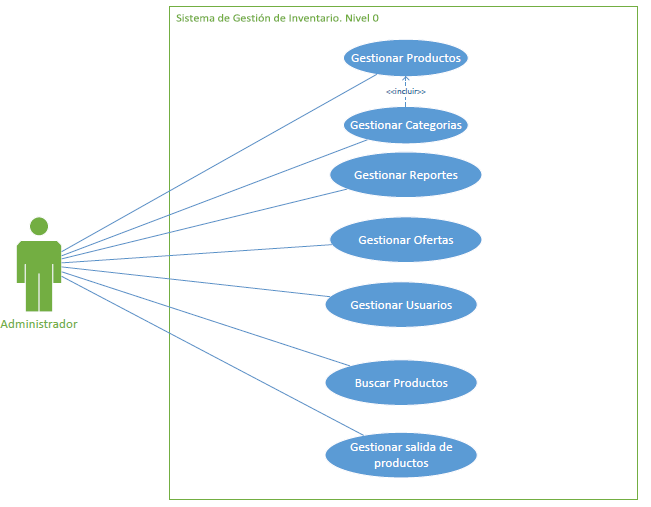 Sistema de Gestión de Inventario. Nivel 0
Gestionar Productos
<<incluir>>
Gestionar Categorias
Gestionar Reportes
Gestionar Ofertas
Gestionar Usuarios
Administrador
Buscar Productos
Gestionar salida de
productos